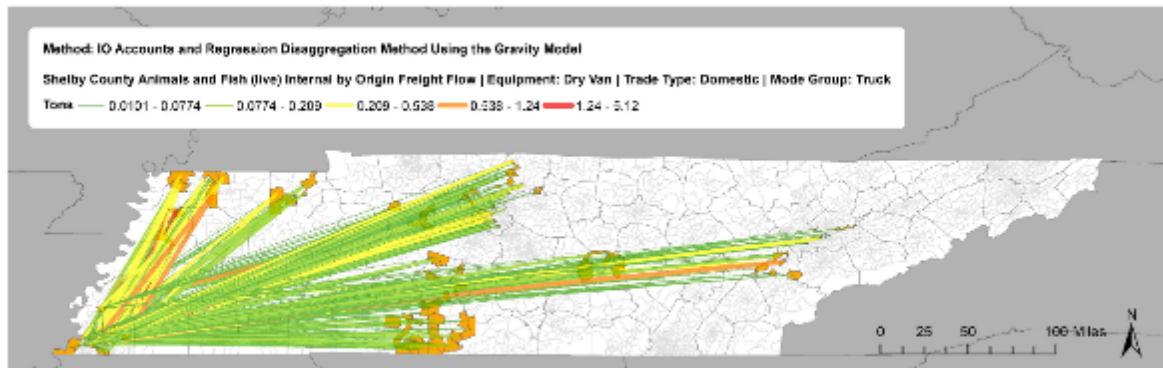 Method: IO Accounts and Regression Disaggregation Method Using the Gravity Model
Shelby County Animals and Fish (live) Internal by Origin Freight Flow | Equipment: Dry Van | Trade Type: Domestic | Mode Group: Truck
Tons 0.0101 - 0.0774 0.0774 - 0.209 0.209 - 0.538 0.538 - 1.24 1.24 - 5.12
N
0 25 50 100 Miles